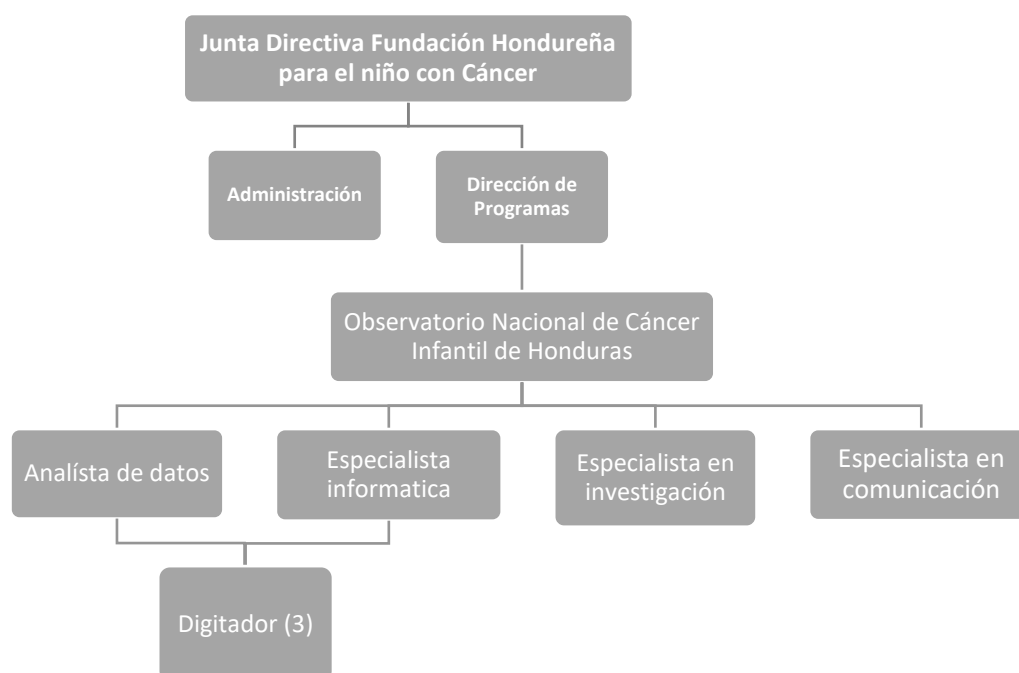 Junta Directiva Fundación Hondureña
para el niño con Cáncer
Administración
Dirección de
Programas
Observatorio Nacional de Cáncer
Infantil de Honduras
Analísta de datos
Especialista
informatica
Especialista en
investigación
Especialista en
comunicación
Digitador (3)